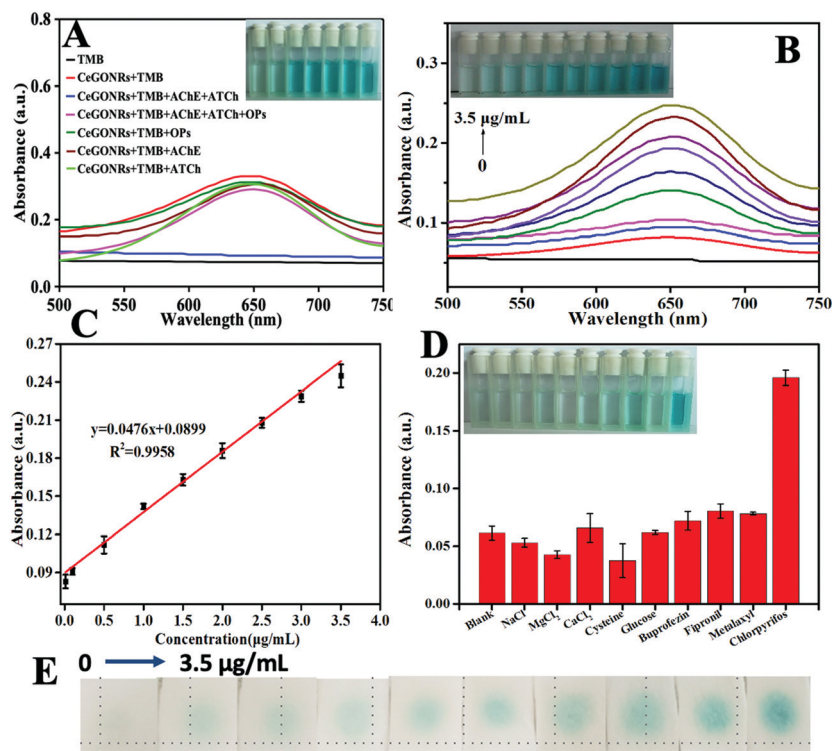 A
TMB
CeGONRs+TMB
CeGONRs+TMB+AChE+ATCh
CeGONRs+TMB+AChE+ATCh+OPs
CeGONRs+TMB+OPs
CeGONRs+TMB+AChE
CeGONRs+TMB+ATCh
Absorbance (a.u.)
0.8
0.6
0.4
0.2
0.0
500 550 600 650 700 750
Wavelength (nm)
B
3.5 µg/mL
0
Absorbance (a.u.)
0.3
0.2
0.1
500 550 600 650 700 750
Wavelength (nm)
C
y=0.0476x+0.0899
R²=0.9958
Absorbance (a.u.)
0.27
0.24
0.21
0.18
0.15
0.12
0.09
0.0 0.5 1.0 1.5 2.0 2.5 3.0 3.5 4.0
Concentration(µg/mL)
D
Absorbance (a.u.)
0.20
0.15
0.10
0.05
0.00
Blank NaCl MgCl₂ CaCl₂ Cysteine Glucose Buprofezin Fipronil Metalaxyl Chlorpyrifos
0 3.5 µg/mL
E